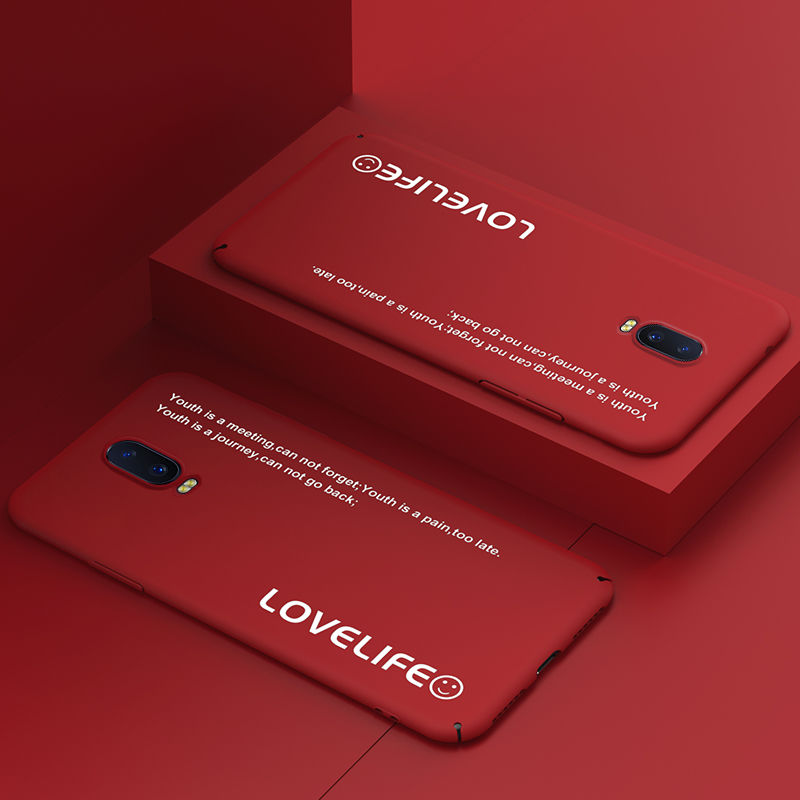 LOVELIFE
Youth is a meeting,can not forget;Youth is a pain,too late.
Youth is a journey,can not go back;
Youth is a meeting,can not forget;Youth is a pain,too late.
Youth is a journey,can not go back;
LOVELIFE